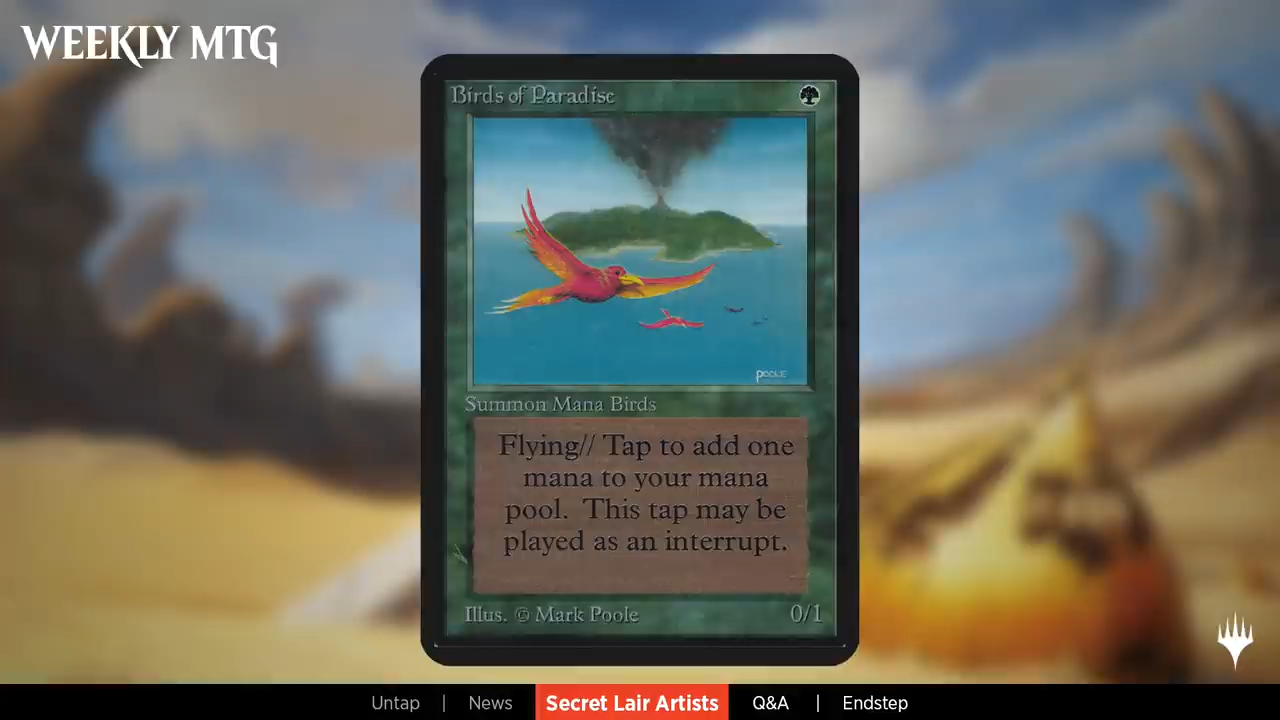 WEEKLY MTG
Birds of Paradise
POOLE
Summon Mana Birds
Flying// Tap to add one
mana to your mana
pool. This tap may be
played as an interrupt.
Illus. © Mark Poole 0/1
Untap | News Secret Lair Artists Q&A | Endstep